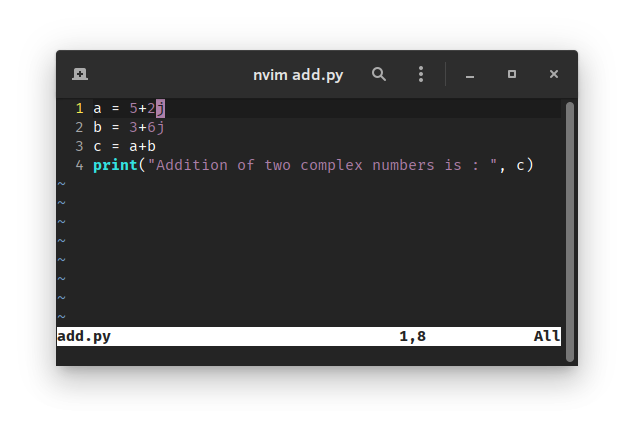 nvim add.py
1 a = 5+2j
2 b = 3+6j
3 c = a+b
4 print("Addition of two complex numbers is : ", c)
~
~
~
~
~
~
~
~
add.py 1,8 All